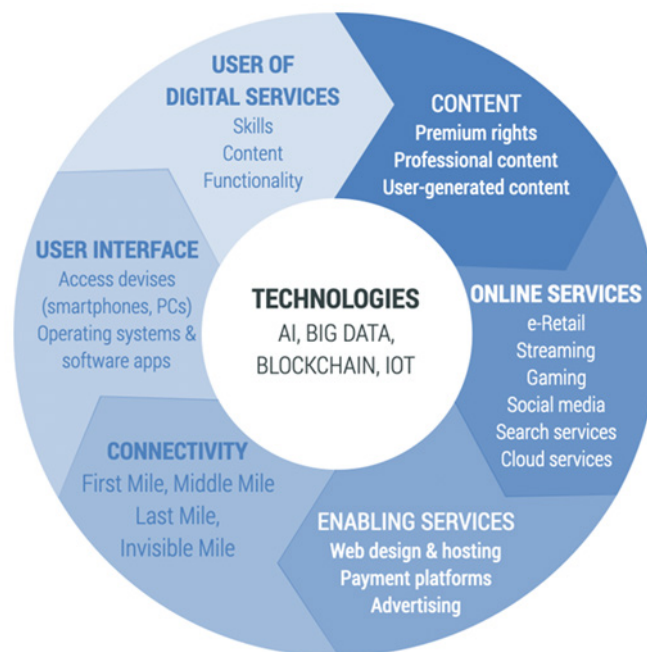 USER OF
DIGITAL SERVICES
Skills
Content
Functionality
CONTENT
Premium rights
Professional content
User-generated content
ONLINE SERVICES
e-Retail
Streaming
Gaming
Social media
Search services
Cloud services
ENABLING SERVICES
Web design & hosting
Payment platforms
Advertising
CONNECTIVITY
First Mile, Middle Mile
Last Mile,
Invisible Mile
USER INTERFACE
Access devises
(smartphones, PCs)
Operating systems &
software apps
TECHNOLOGIES
AI, BIG DATA,
BLOCKCHAIN, IOT